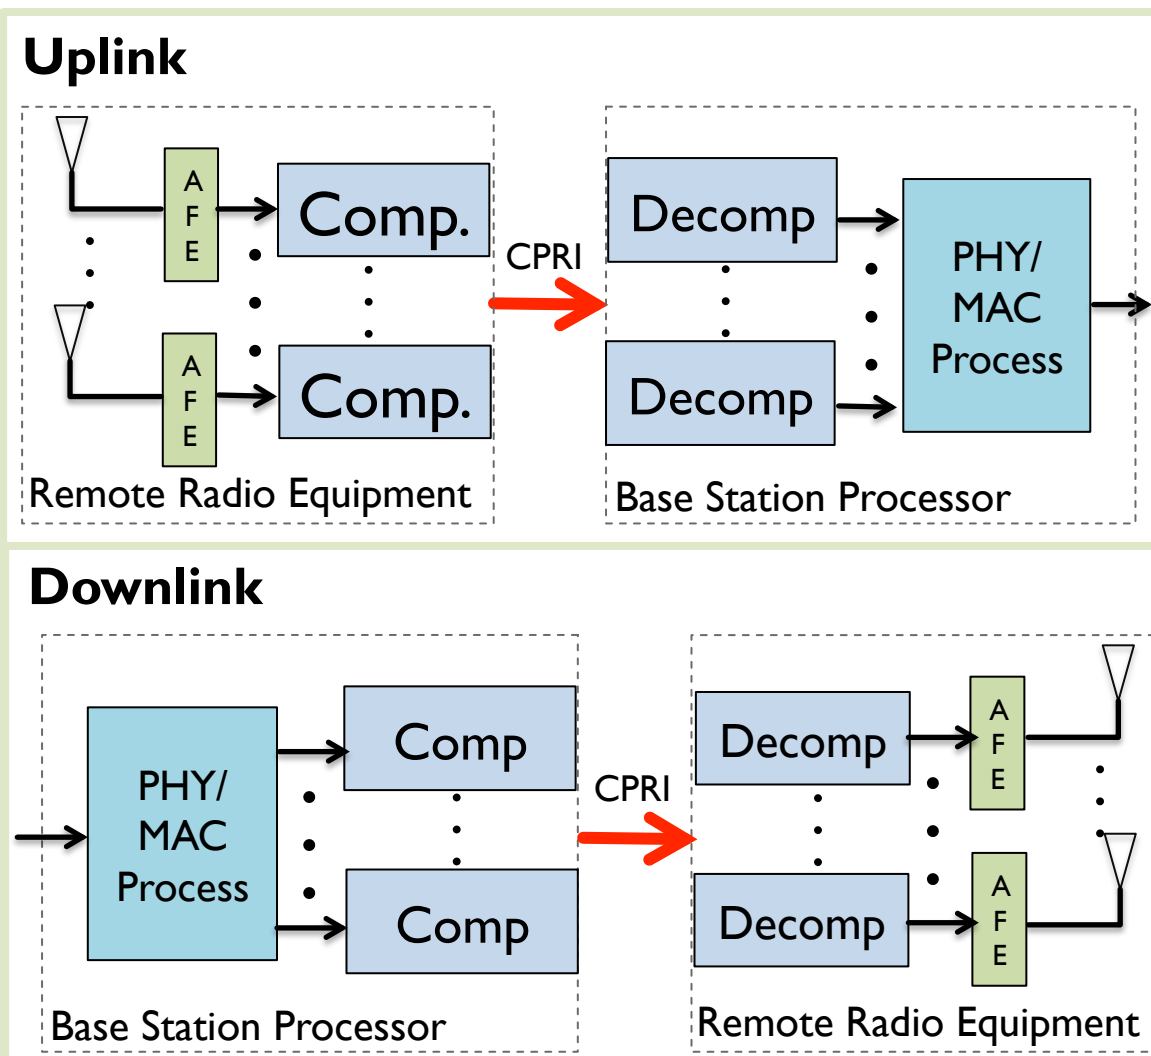 Uplink
A
F
E
Comp.
A
F
E
Comp.
Remote Radio Equipment
CPRI
Decomp
Decomp
PHY/
MAC
Process
Base Station Processor
Downlink
PHY/
MAC
Process
Comp
Comp
Base Station Processor
CPRI
Decomp
A
F
E
Decomp
A
F
E
Remote Radio Equipment